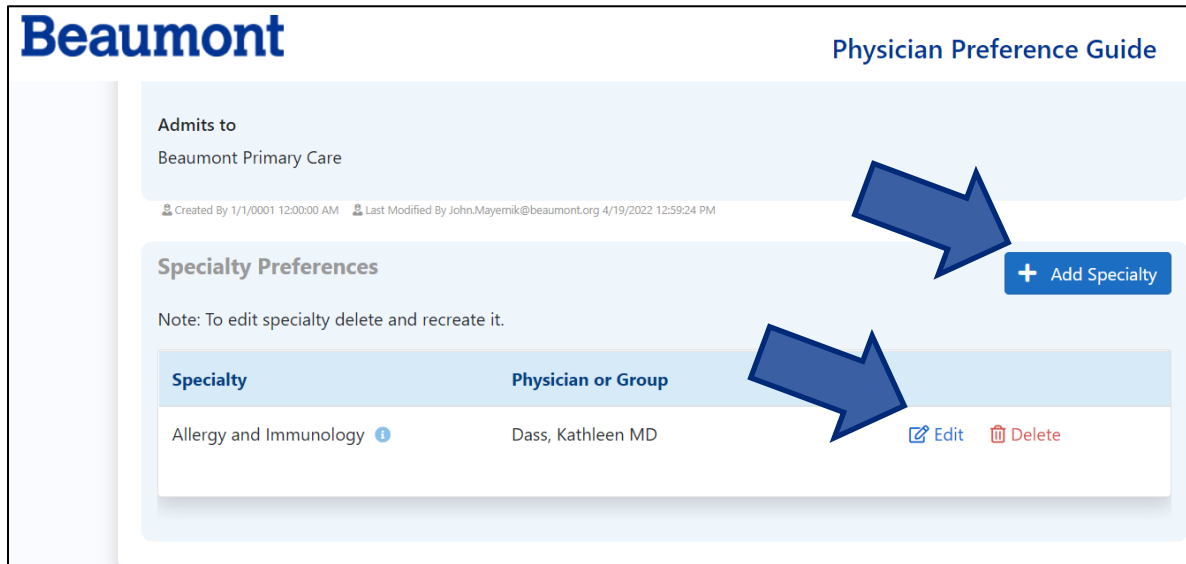 Beaumont
Physician Preference Guide
Admits to
Beaumont Primary Care
Created By 1/1/0001 12:00:00 AM Last Modified By John.Mayernik@beaumont.org 4/19/2022 12:59:24 PM
Specialty Preferences
+ Add Specialty
Note: To edit specialty delete and recreate it.
Specialty Physician or Group
Allergy and Immunology Dass, Kathleen MD Edit Delete